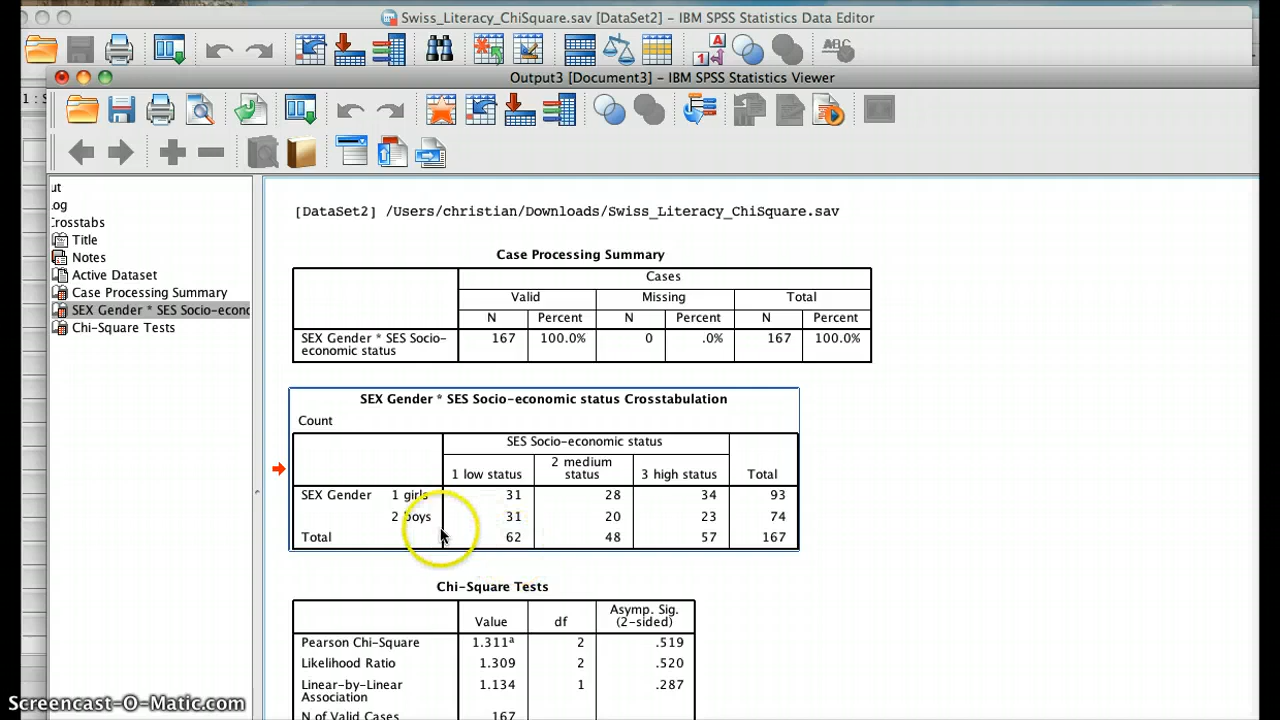 Swiss_Literacy_ChiSquare.sav [DataSet2] – IBM SPSS Statistics Data Editor
A
1
ABC
Output3 [Document3] – IBM SPSS Statistics Viewer
1 : S
ut
og
rosstabs
Title
Notes
Active Dataset
Case Processing Summary
SEX Gender * SES Socio-econo
Chi-Square Tests
[DataSet2] /Users/christian/Downloads/Swiss_Literacy_ChiSquare.sav
Case Processing Summary
Cases
Valid Missing Total
N Percent N Percent N Percent
SEX Gender * SES Socio- 167 100.0% 0 .0% 167 100.0%
economic status
SEX Gender * SES Socio-economic status Crosstabulation
Count
SES Socio-economic status
1 low status 2 medium status 3 high status Total
SEX Gender 1 girls 31 28 34 93
2 boys 31 20 23 74
Total 62 48 57 167
Chi-Square Tests
Value df Asymp. Sig. (2-sided)
Pearson Chi-Square 1.311ª 2 .519
Likelihood Ratio 1.309 2 .520
Linear-by-Linear 1.134 1 .287
Association
N of Valid Cases 167
Screencast-O-Matic.com